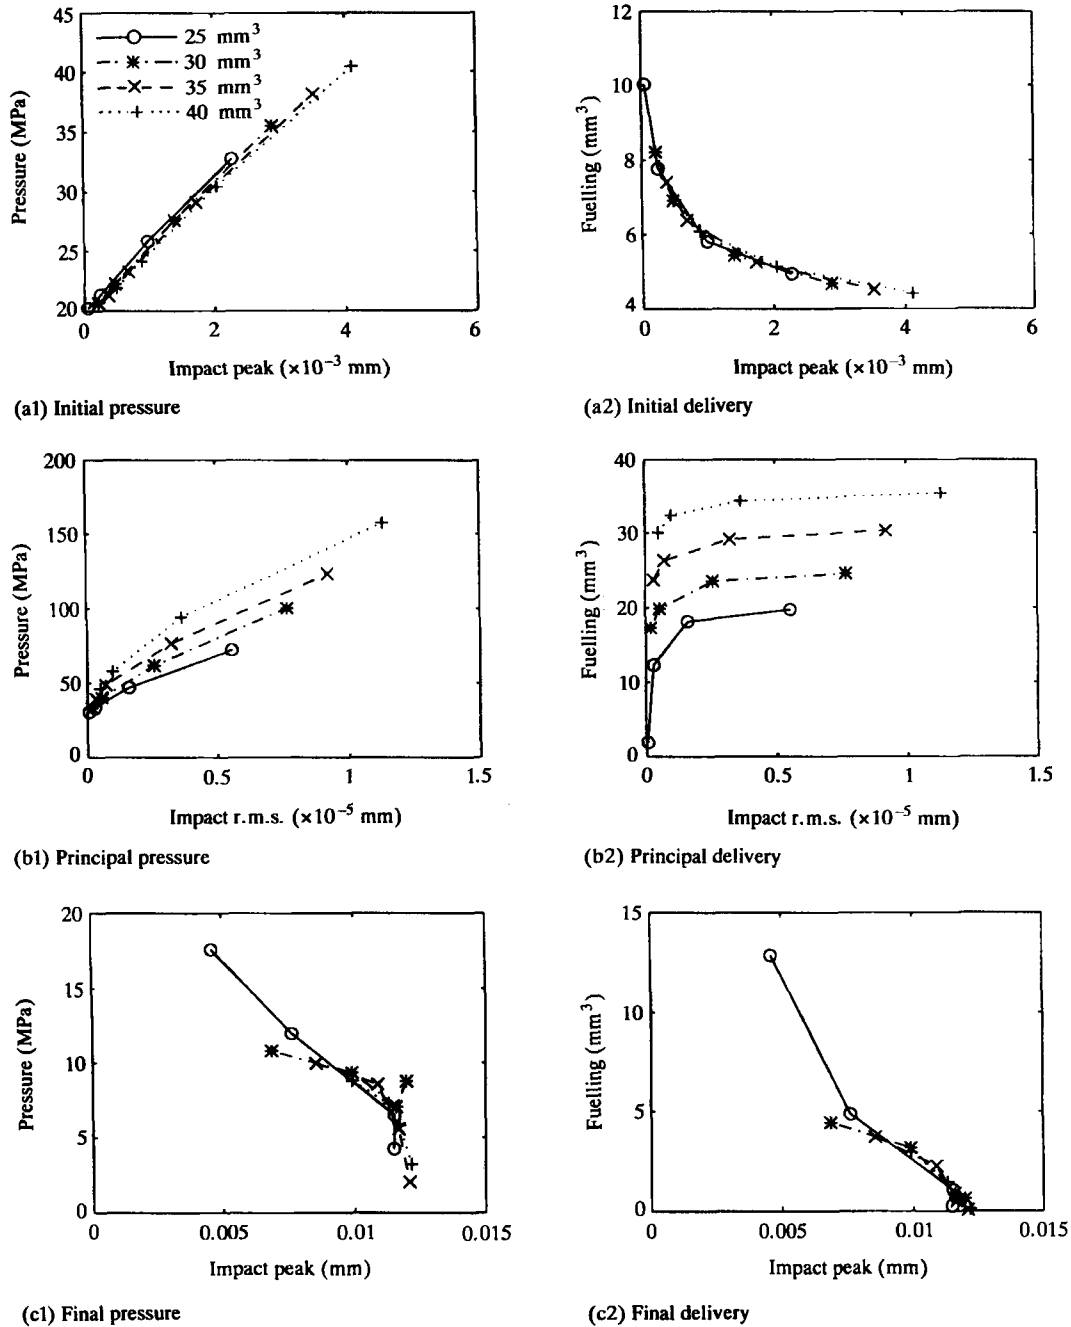 45
40
35
30
25
20
Pressure (MPa)
25 mm³
30 mm³
35 mm³
40 mm³
0 2 4 6
Impact peak (×10⁻³ mm)
(a1) Initial pressure
12
10
8
6
4
Fuelling (mm³)
0 2 4 6
Impact peak (×10⁻³ mm)
(a2) Initial delivery
200
150
100
50
0
Pressure (MPa)
0 0.5 1 1.5
Impact r.m.s. (×10⁻⁵ mm)
(b1) Principal pressure
40
30
20
10
0
Fuelling (mm³)
0 0.5 1 1.5
Impact r.m.s. (×10⁻⁵ mm)
(b2) Principal delivery
20
15
10
5
0
Pressure (MPa)
0 0.005 0.01 0.015
Impact peak (mm)
(c1) Final pressure
15
10
5
0
Fuelling (mm³)
0 0.005 0.01 0.015
Impact peak (mm)
(c2) Final delivery